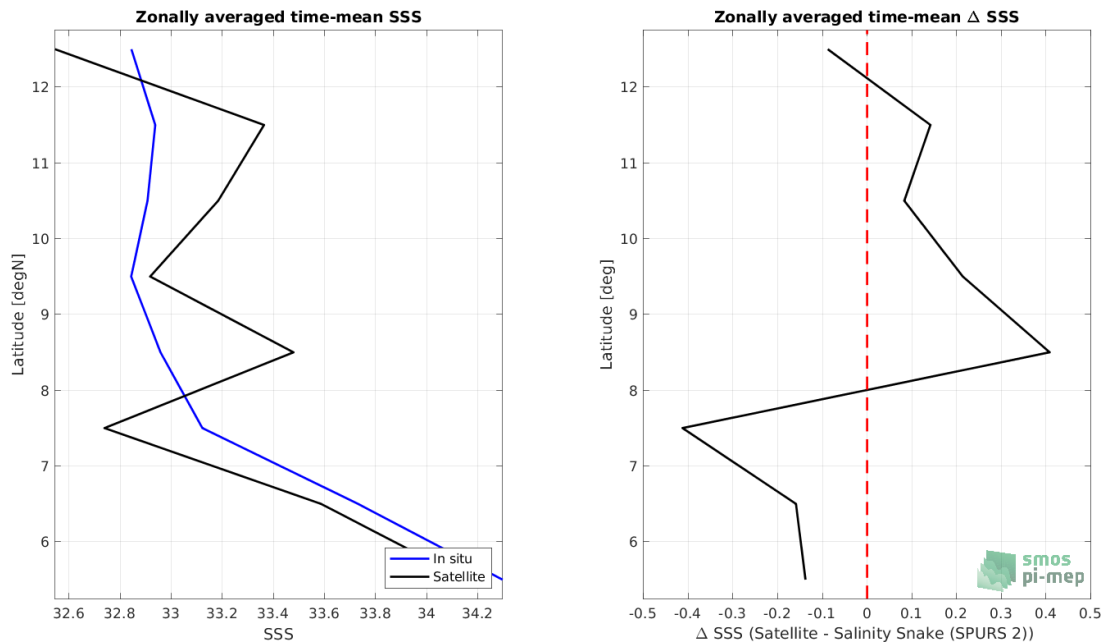 Zonally averaged time-mean SSS
12
11
10
9
8
7
6
Latitude [degN]
32.6 32.8 33 33.2 33.4 33.6 33.8 34 34.2
SSS
In situ
Satellite
Zonally averaged time-mean Δ SSS
12
11
10
9
8
7
6
Latitude [deg]
-0.5 -0.4 -0.3 -0.2 -0.1 0 0.1 0.2 0.3 0.4 0.5
Δ SSS (Satellite - Salinity Snake (SPURS 2))
smos
pi-mep